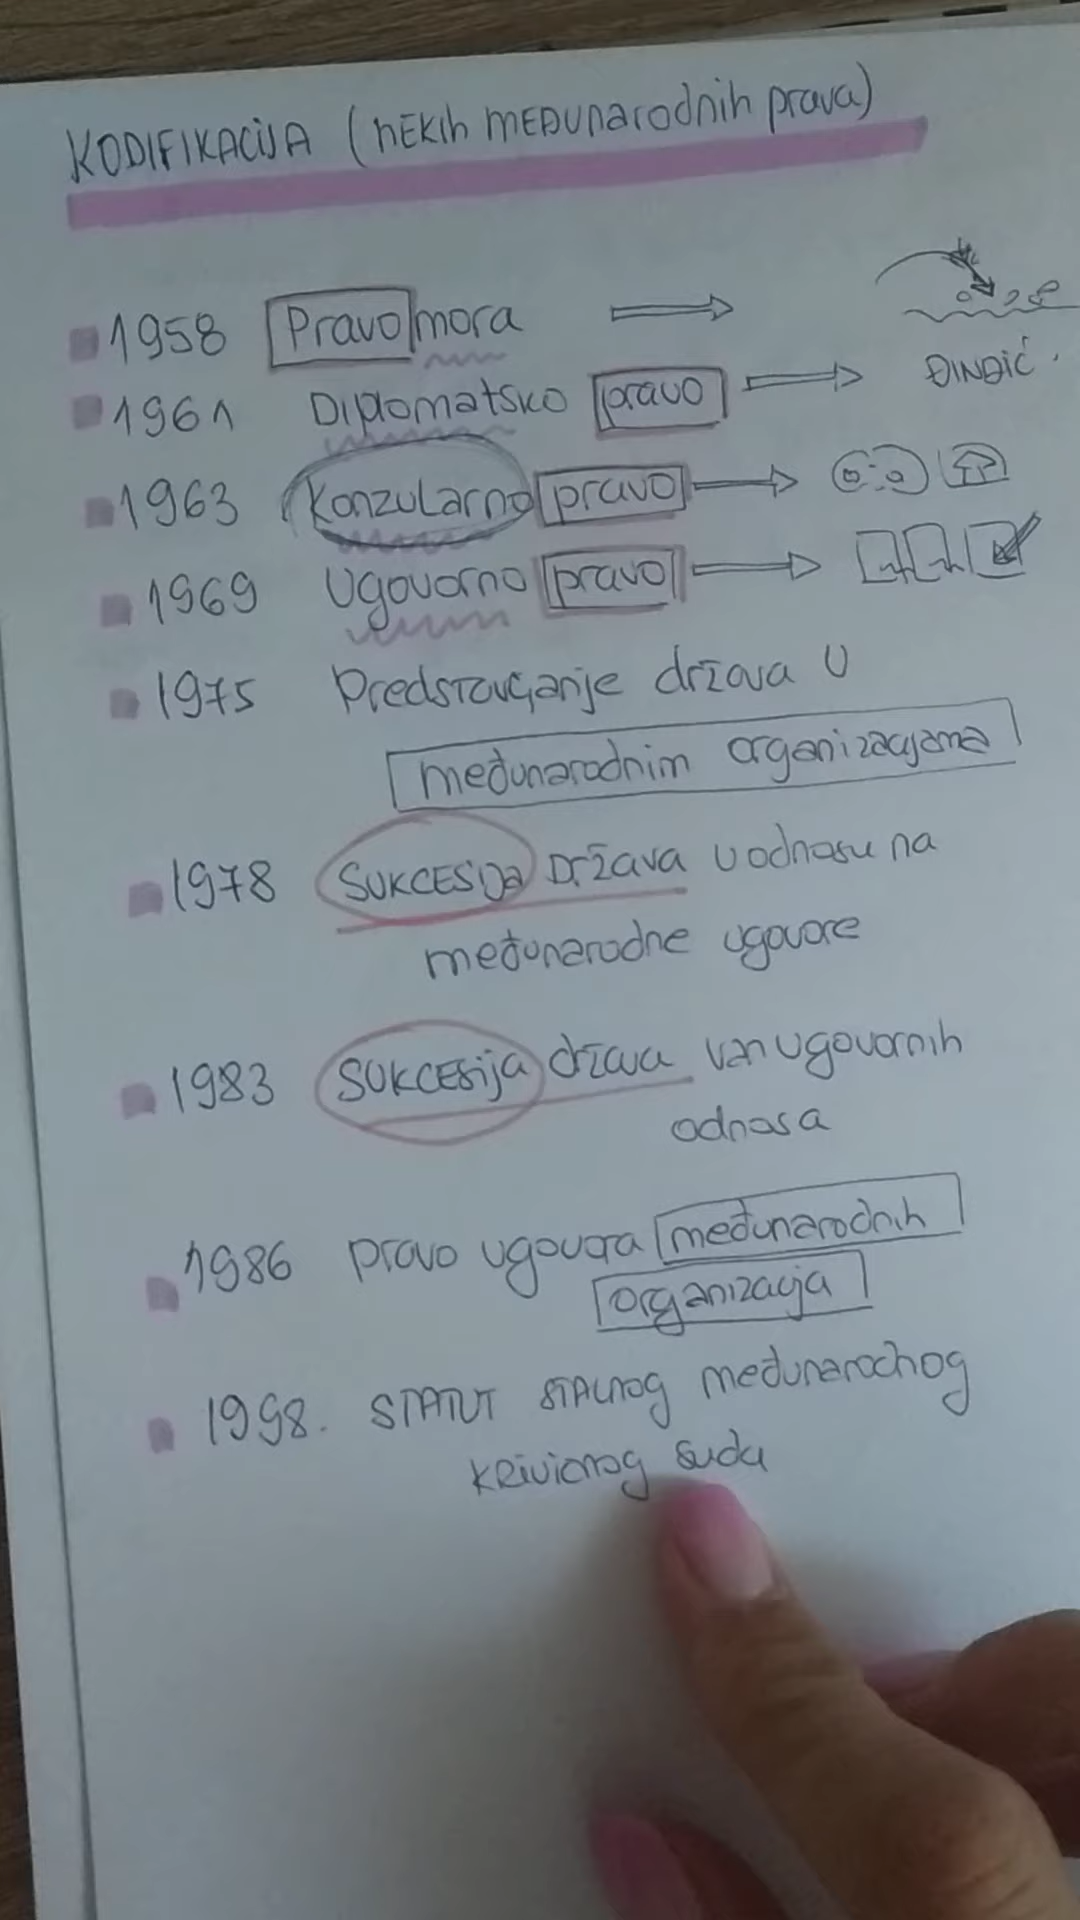 KODIFIKACIJA (nEKih mEĐUnarodnih prava)
1958 Pravo mora
1961 Diplomatsko pravo ĐINĐIĆ.
1963 Konzularno pravo
1969 Ugovorno pravo
1975 Predstavljanje država U
međunarodnim organizacijama
1978 SUKCESIJA Država u odnosu na
međunarodne ugovore
1983 SUKCESija država van ugovornih
odnosa
1986 pravo ugovora međunarodnih
organizacija
1998. STATUT STALnog međunarodnog
KRivičnog suda